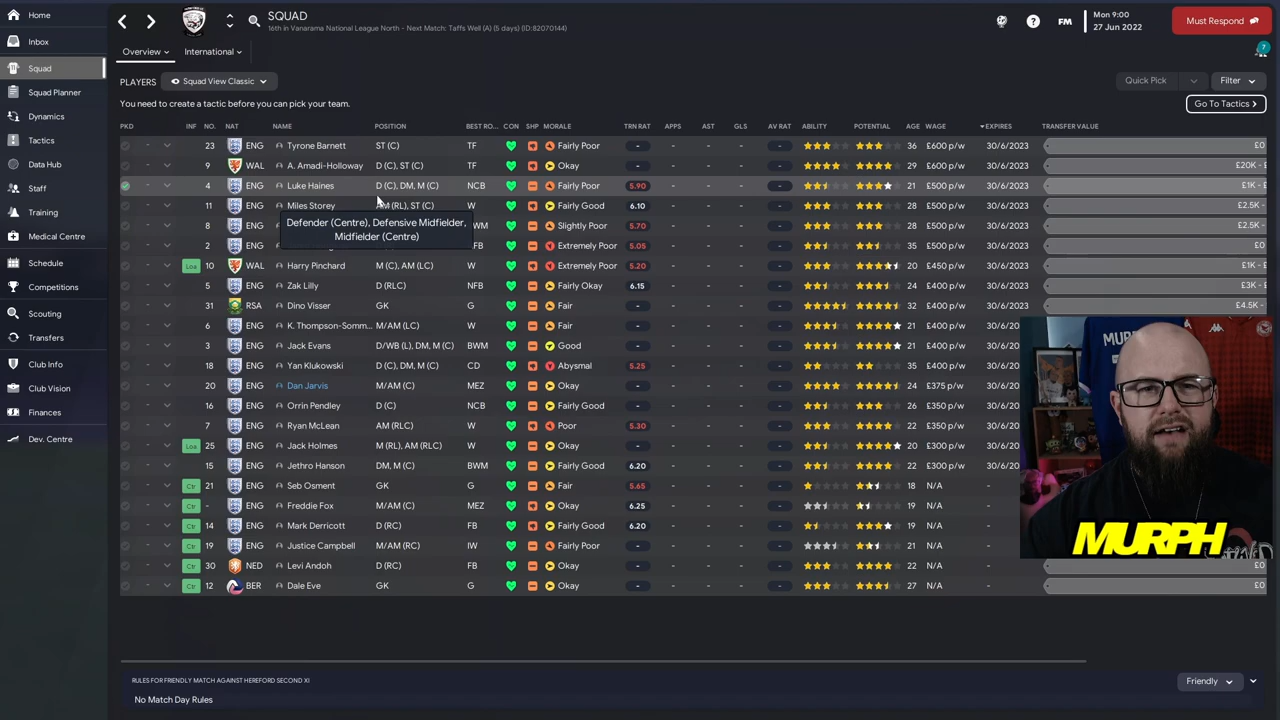 Home
SQUAD
16th in Vanarama National League North - Next Match: Taffs Well (A) (5 days) (ID:82070144)
FM
Mon 9:00
27 Jun 2022
Must Respond
Inbox
Squad
Overview
International
7
Squad Planner
PLAYERS
Squad View Classic
Quick Pick
Filter
You need to create a tactic before you can pick your team.
Go To Tactics
Dynamics
Tactics
Data Hub
Staff
Training
Medical Centre
Schedule
Competitions
Scouting
Transfers
Club Info
Club Vision
Finances
Dev. Centre
PKD INF NO. NAT NAME POSITION BEST RO... CON SHP MORALE TRN RAT APPS AST GLS AV RAT ABILITY POTENTIAL AGE WAGE EXPIRES TRANSFER VALUE
- 23 ENG Tyrone Barnett ST (C) TF Fairly Poor - - - - - 36 £600 p/w 30/6/2023 £0
- 9 WAL A. Amadi-Holloway D (C), ST (C) TF Okay - - - - - 29 £600 p/w 30/6/2023 £20K - £
- 4 ENG Luke Haines D (C), DM, M (C) NCB Fairly Poor 5.90 - - - - 21 £500 p/w 30/6/2023 £1K - £
- 11 ENG Miles Storey (RL), ST (C) W Fairly Good 6.10 - - - - 28 £500 p/w 30/6/2023 £2.5K -
- 8 ENG WM Slightly Poor 5.70 - - - - 35 £500 p/w 30/6/2023 £2.5K -
Defender (Centre), Defensive Midfielder,
Midfielder (Centre)
- 2 ENG FB Extremely Poor 5.05 - - - - 35 £500 p/w 30/6/2023 £0
- Loa 10 WAL Harry Pinchard M (C), AM (LC) W Extremely Poor 5.20 - - - - 20 £450 p/w 30/6/2023 £1K - £
- 5 ENG Zak Lilly D (RLC) NFB Fairly Okay 6.15 - - - - 24 £400 p/w 30/6/2023 £3K - £
- 31 RSA Dino Visser GK G Fair - - - - - 32 £400 p/w 30/6/2023 £4.5K -
- 6 ENG K. Thompson-Somm... M/AM (LC) W Fair - - - - - 21 £400 p/w 30/6/20
- 3 ENG Jack Evans D/WB (L), DM, M (C) BWM Good - - - - - 21 £400 p/w 30/6/20
- 18 ENG Yan Klukowski D (C), DM, M (C) CD Abysmal 5.25 - - - - 35 £400 p/w 30/6/20
- 20 ENG Dan Jarvis M/AM (C) MEZ Okay - - - - - 24 £375 p/w 30/6/20
- 16 ENG Orrin Pendley D (C) NCB Fairly Good - - - - - 26 £350 p/w 30/6/20
- 7 ENG Ryan McLean AM (RLC) W Poor 5.30 - - - - 22 £350 p/w 30/6/20
- Loa 25 ENG Jack Holmes M (RL), AM (RLC) W Okay - - - - - 20 £300 p/w 30/6/20
- 15 ENG Jethro Hanson DM, M (C) BWM Fairly Good 6.20 - - - - 22 £300 p/w 30/6/20
- Ctr 21 ENG Seb Osment GK G Fair 5.65 - - - - 18 N/A -
- Ctr - ENG Freddie Fox M/AM (C) MEZ Okay 6.25 - - - - 19 N/A -
- Ctr 14 ENG Mark Derricott D (RC) FB Fairly Good 6.20 - - - - 19 N/A -
- Ctr 19 ENG Justice Campbell M/AM (RC) IW Fairly Poor - - - - - 21 N/A -
- Ctr 30 NED Levi Andoh D (RC) FB Okay - - - - - 22 N/A - £0
- Ctr 12 BER Dale Eve GK G Okay - - - - - 27 N/A - £0
MURPH
MURPH
RULES FOR FRIENDLY MATCH AGAINST HEREFORD SECOND XI
Friendly
No Match Day Rules